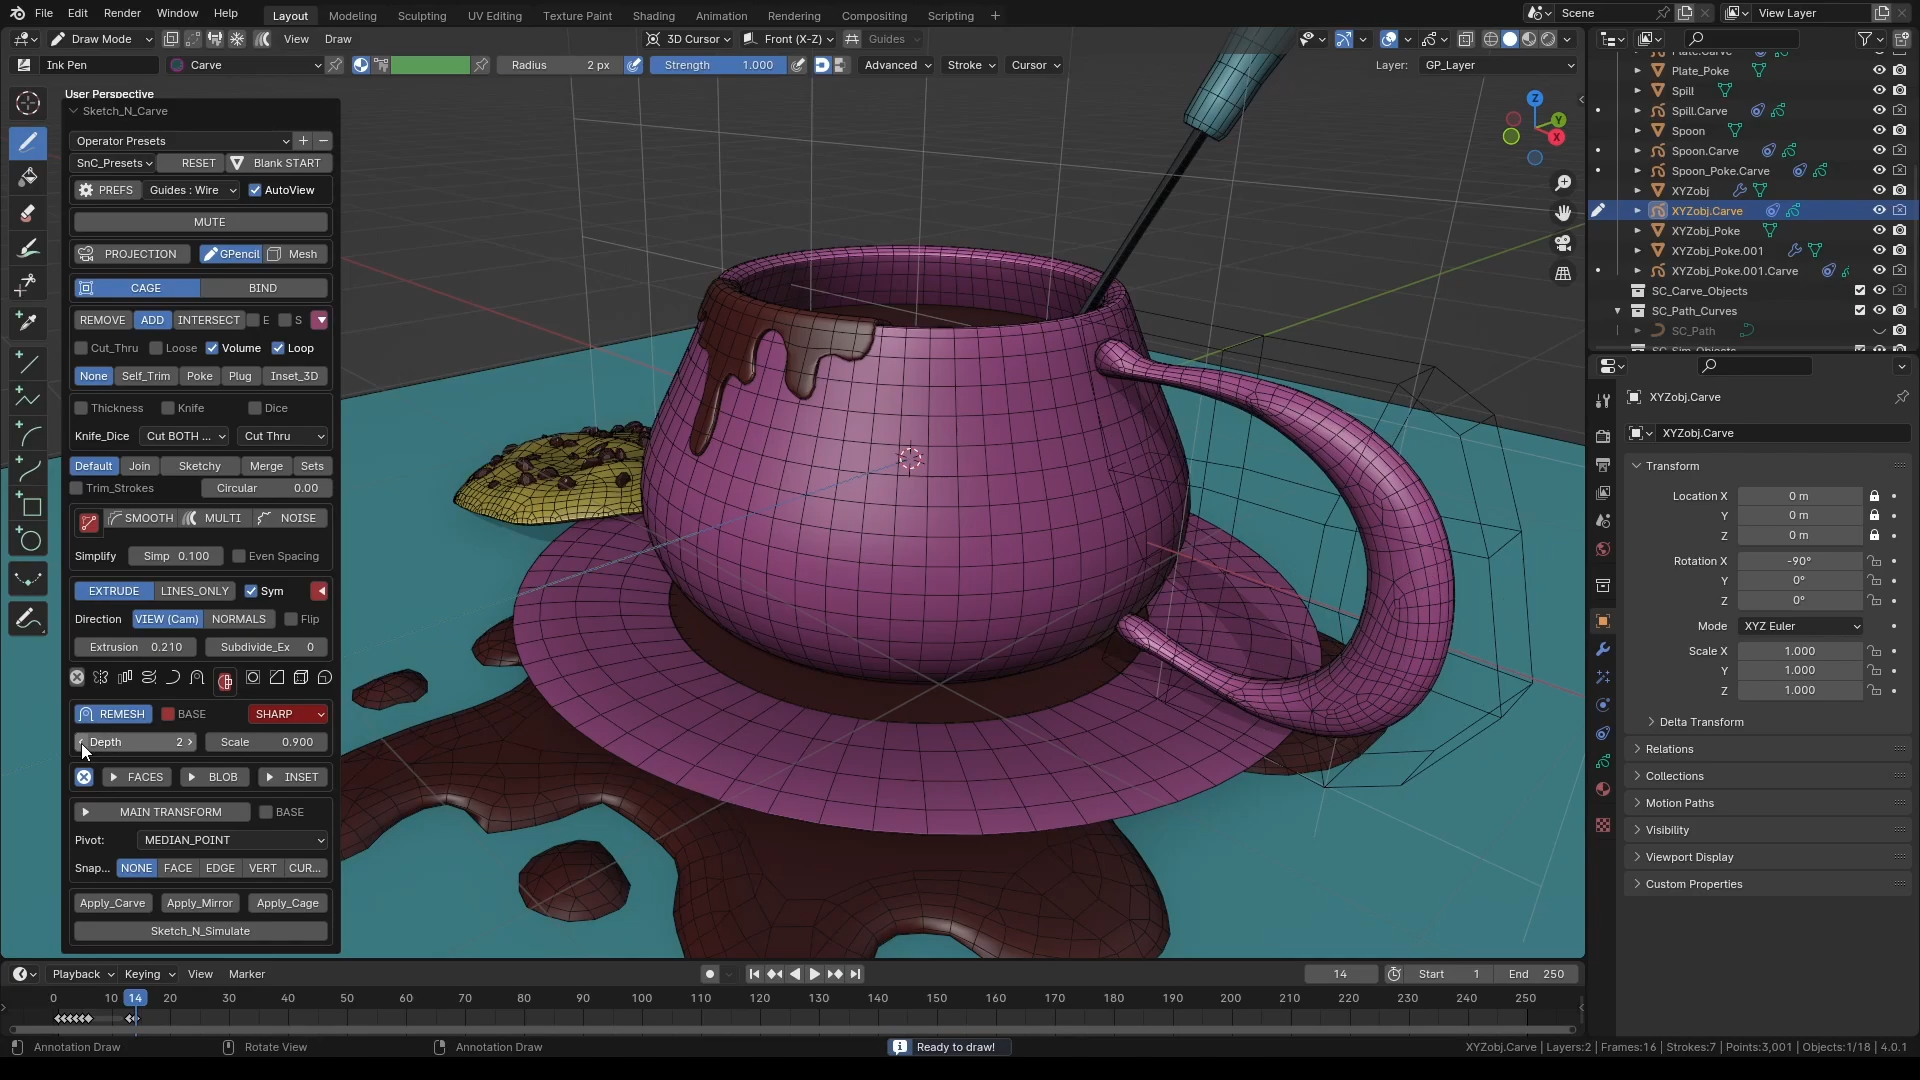 File Edit Render Window Help Layout Modeling Sculpting UV Editing Texture Paint Shading Animation Rendering Compositing Scripting + Scene View Layer
Draw Mode View Draw 3D Cursor Front (X-Z) Guides
Ink Pen Carve Radius 2 px Strength 1.000 Advanced Stroke Cursor Layer: GP_Layer
User Perspective
Sketch_N_Carve
Operator Presets + −
SnC_Presets RESET Blank START
PREFS Guides : Wire AutoView
MUTE
PROJECTION GPencil Mesh
CAGE BIND
REMOVE ADD INTERSECT E S
Cut_Thru Loose Volume Loop
None Self_Trim Poke Plug Inset_3D
Thickness Knife Dice
Knife_Dice Cut BOTH ... Cut Thru
Default Join Sketchy Merge Sets
Trim_Strokes Circular 0.00
SMOOTH MULTI NOISE
Simplify Simp 0.100 Even Spacing
EXTRUDE LINES_ONLY Sym
Direction VIEW (Cam) NORMALS Flip
Extrusion 0.210 Subdivide_Ex 0
REMESH BASE SHARP
Depth 2 Scale 0.900
FACES BLOB INSET
MAIN TRANSFORM BASE
Pivot: MEDIAN_POINT
Snap... NONE FACE EDGE VERT CUR...
Apply_Carve Apply_Mirror Apply_Cage
Sketch_N_Simulate
Z
Y
X
Plate.Carve
Plate_Poke
Spill
Spill.Carve
Spoon
Spoon.Carve
Spoon_Poke.Carve
XYZobj
XYZobj.Carve
XYZobj_Poke
XYZobj_Poke.001
XYZobj_Poke.001.Carve
SC_Carve_Objects
SC_Path_Curves
SC_Path
SC_Sim_Objects
XYZobj.Carve
XYZobj.Carve
Transform
Location X 0 m
Y 0 m
Z 0 m
Rotation X -90°
Y 0°
Z 0°
Mode XYZ Euler
Scale X 1.000
Y 1.000
Z 1.000
Delta Transform
Relations
Collections
Motion Paths
Visibility
Viewport Display
Custom Properties
Playback Keying View Marker 14 Start 1 End 250
0 10 14 20 30 40 50 60 70 80 90 100 110 120 130 140 150 160 170 180 190 200 210 220 230 240 250
Annotation Draw Rotate View Annotation Draw Ready to draw! XYZobj.Carve | Layers:2 | Frames:16 | Strokes:7 | Points:3,001 | Objects:1/18 | 4.0.1